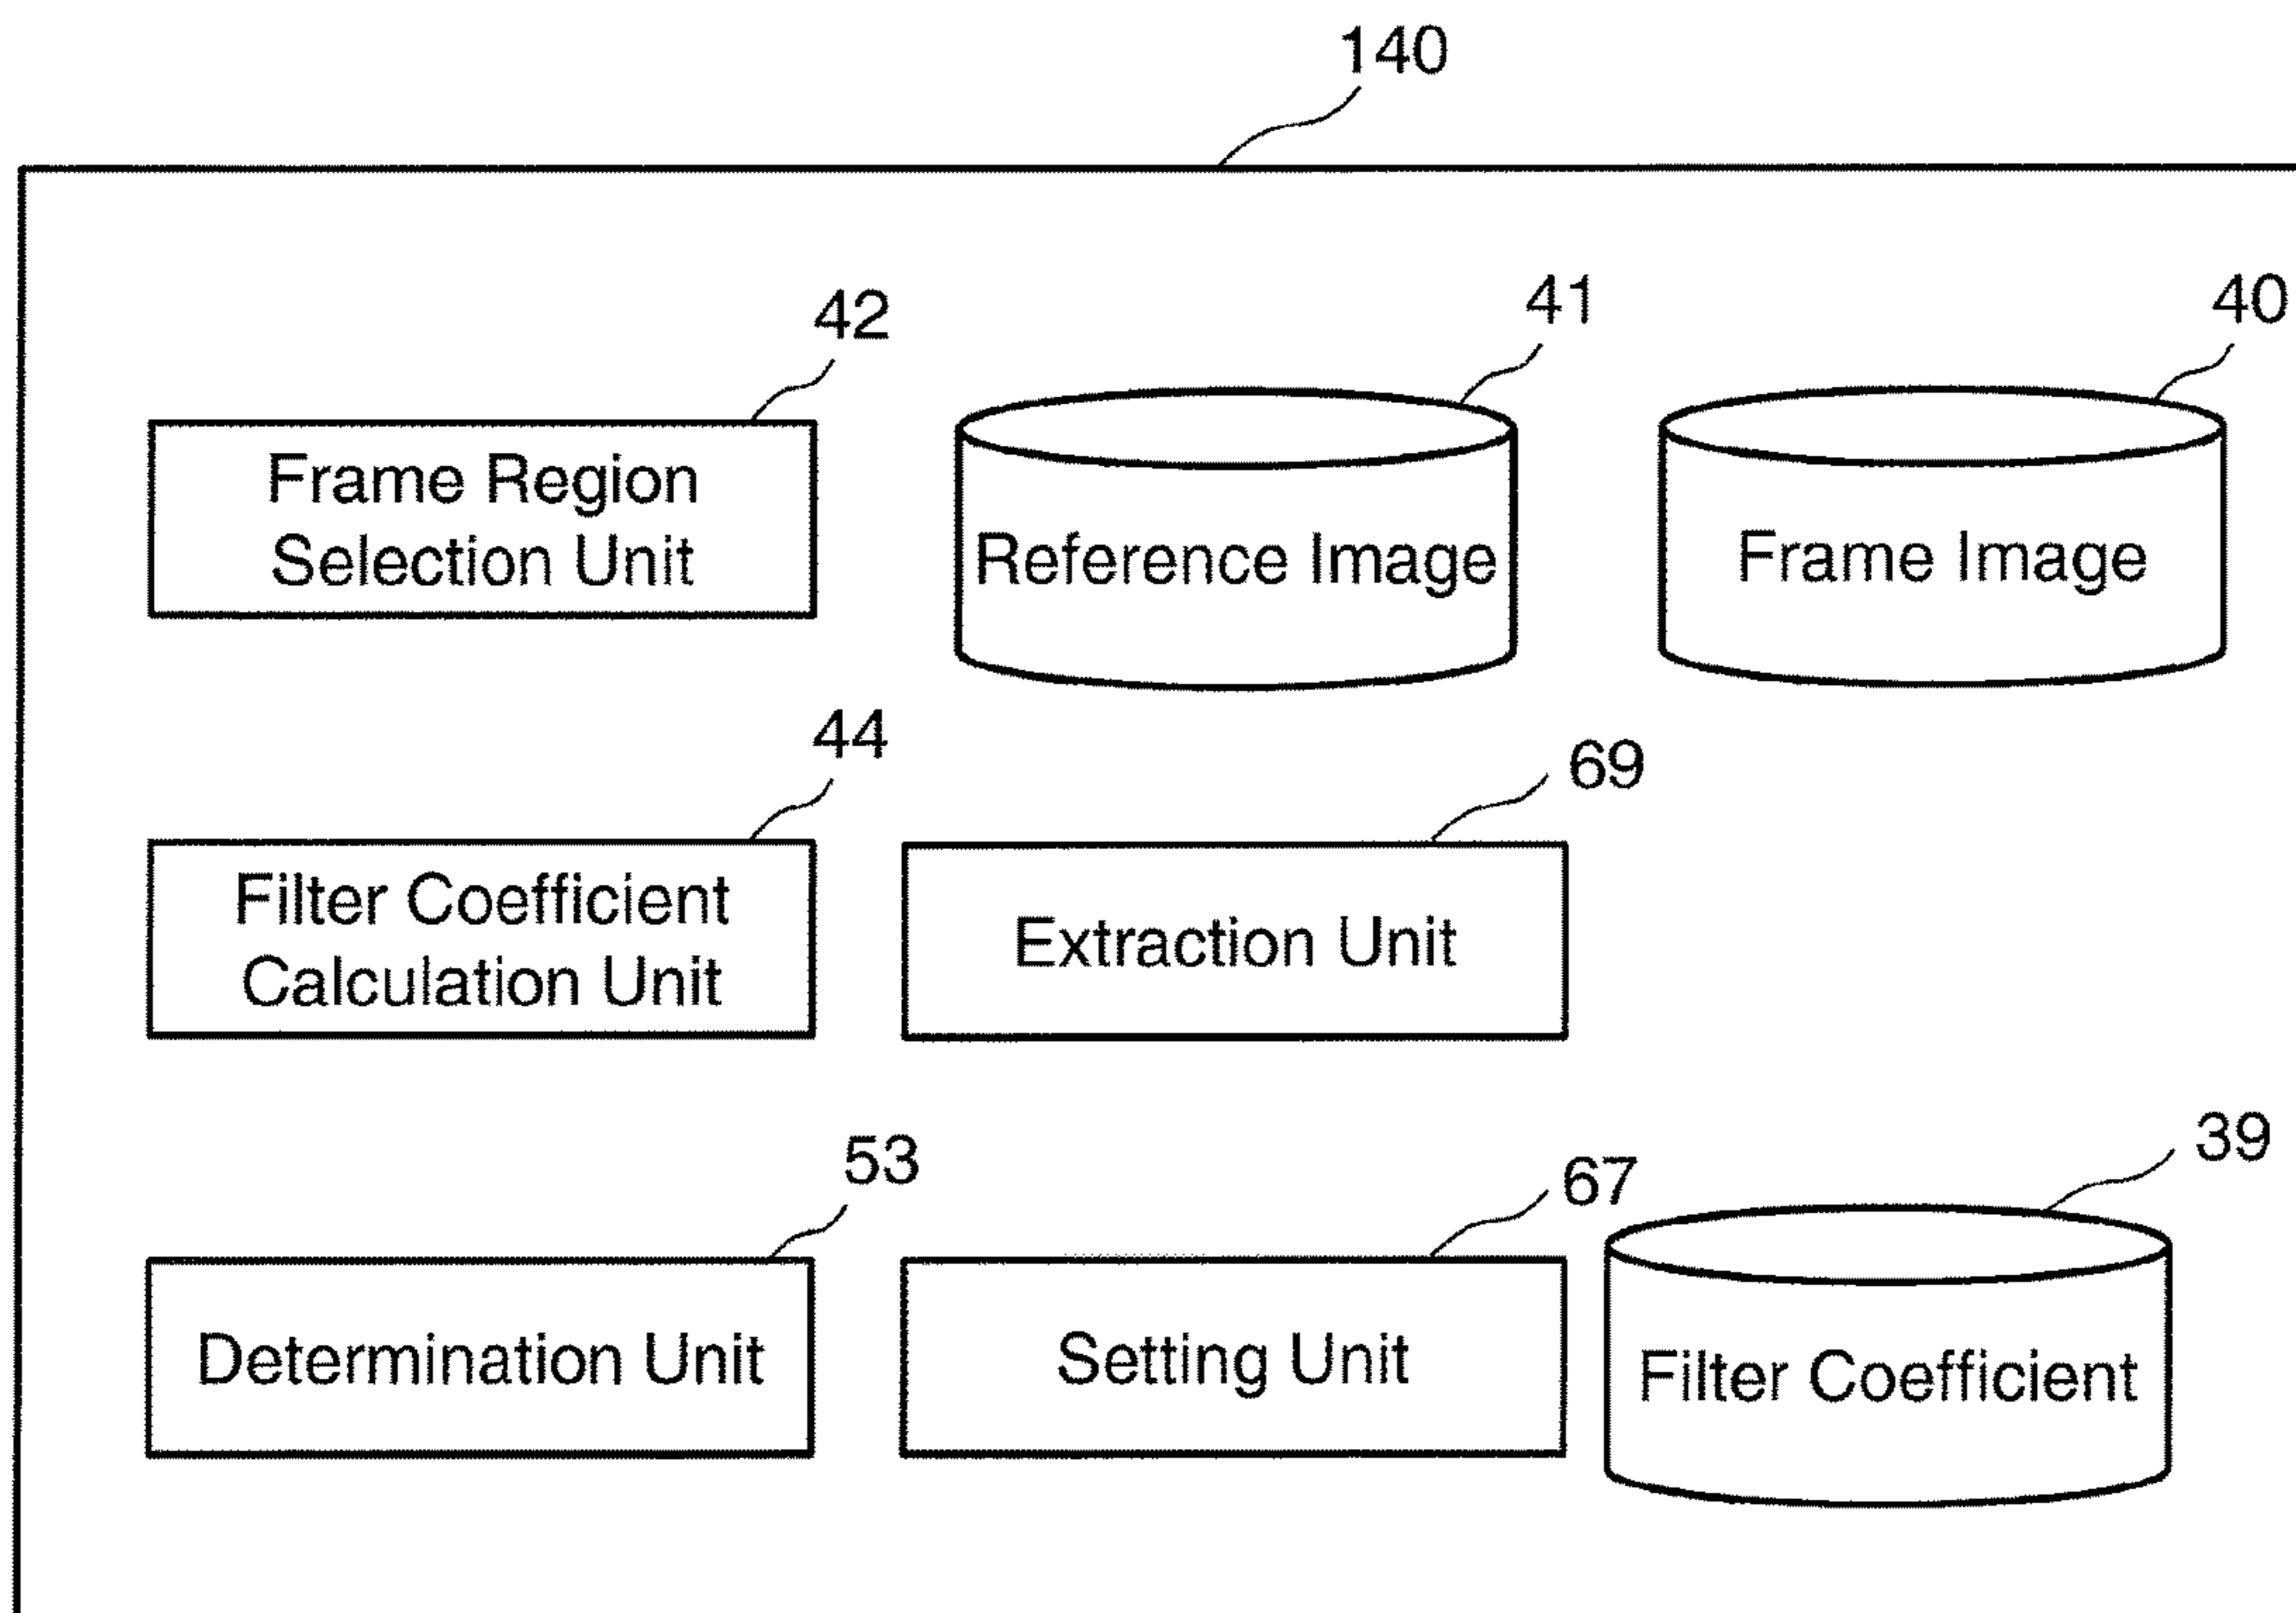 140
42
41
40
Frame Region
Selection Unit
Reference Image
Frame Image
44
69
Filter Coefficient
Calculation Unit
Extraction Unit
53
67
39
Determination Unit
Setting Unit
Filter Coefficient